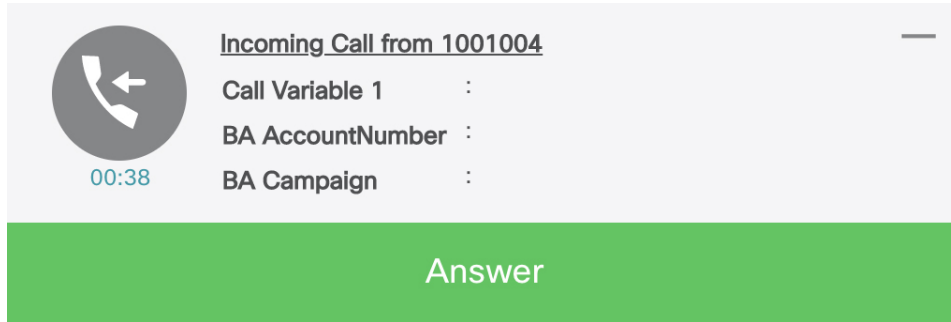 Incoming Call from 1001004
Call Variable 1 :
BA AccountNumber :
00:38
BA Campaign :
Answer